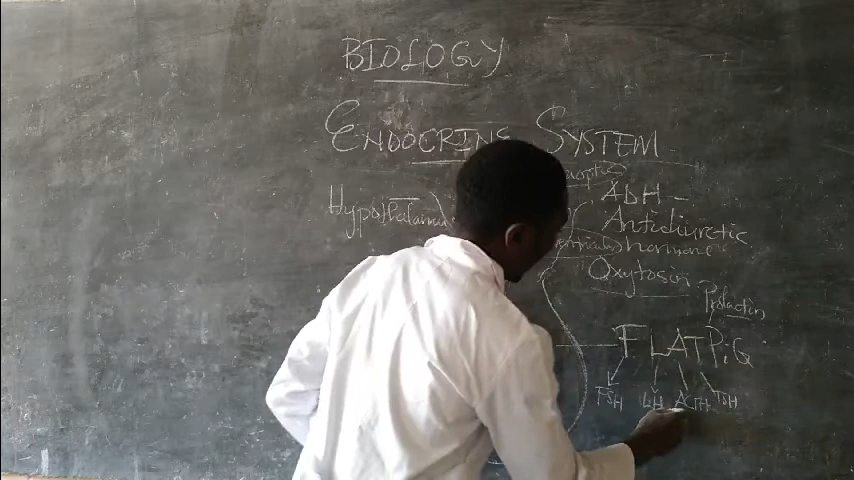 BIOLOGY
ENDOCRINE SYSTEM
Hypothalamus
ADH -
Antidiuretic
hormone
Oxytosin
Prolactin
FLATPiG
FSH LH ACTH TSH